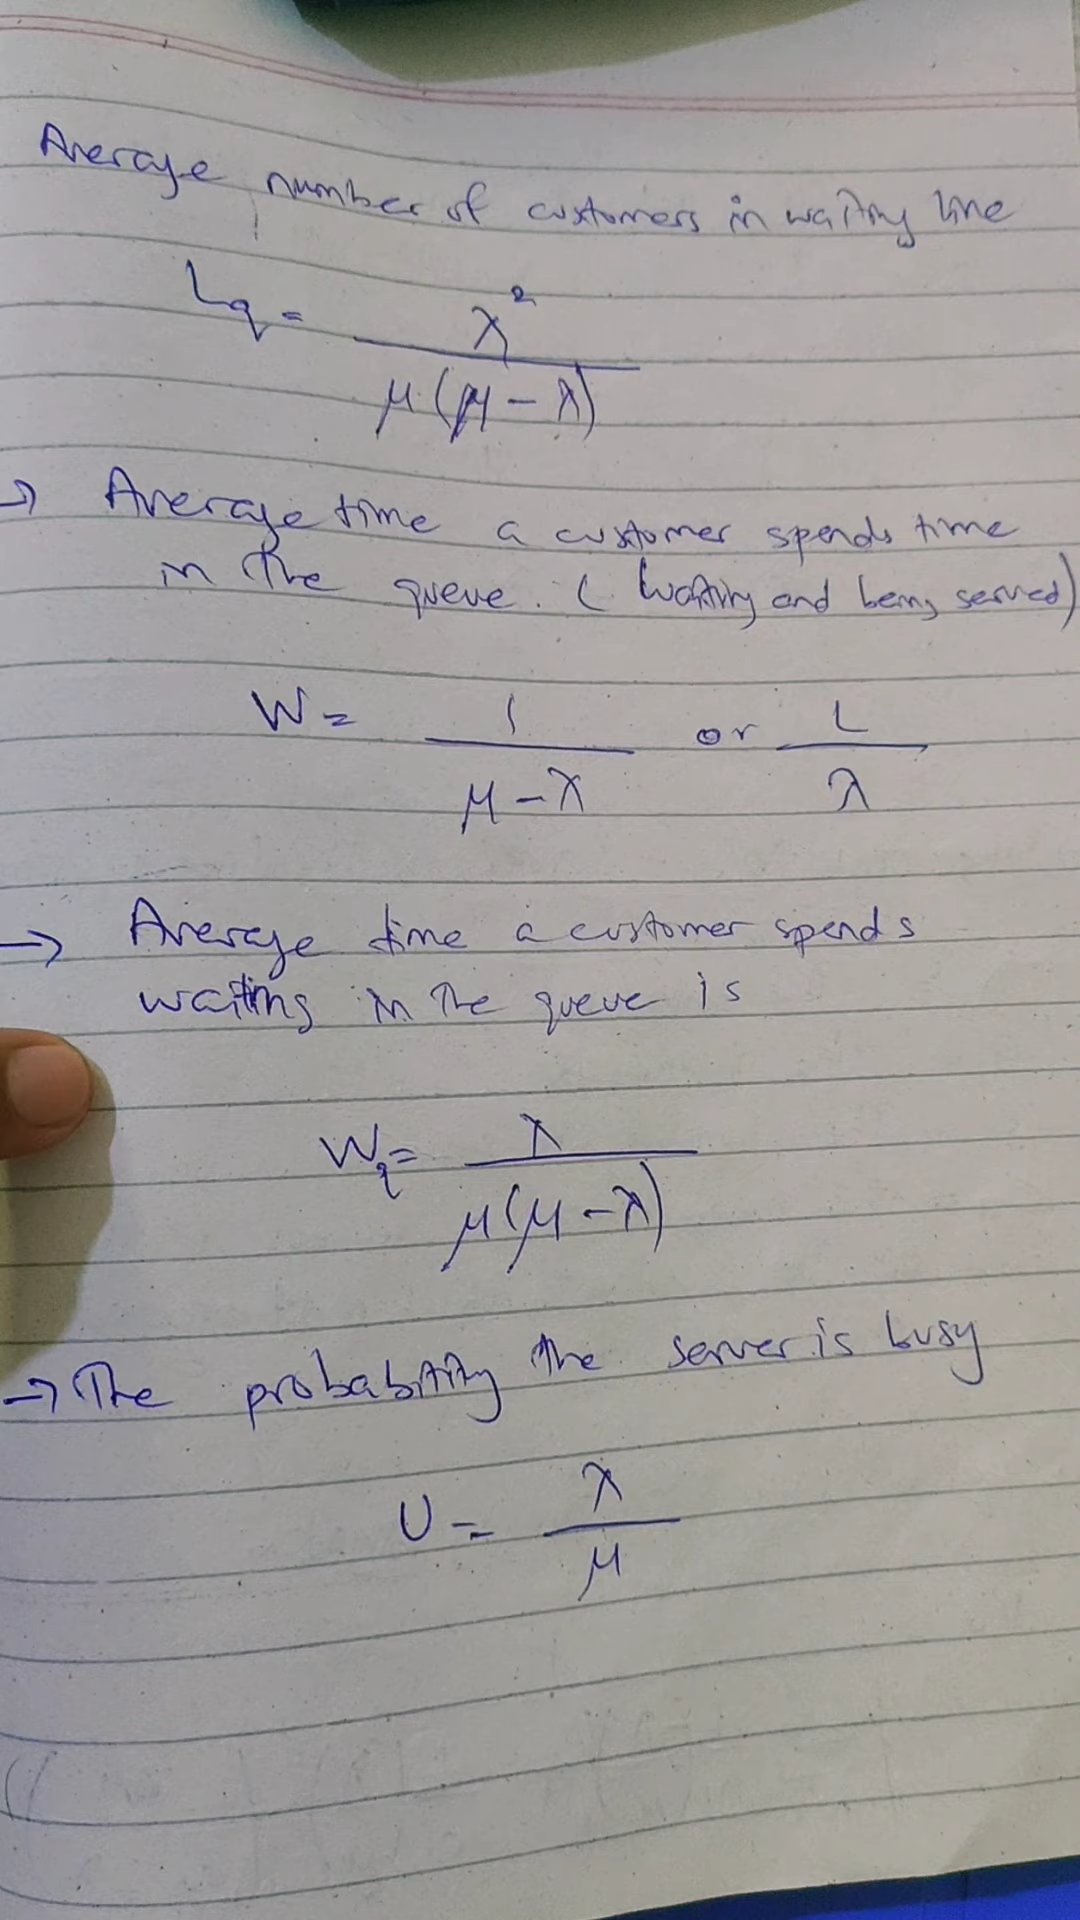 Average number of customers in waiting line
Lq = λ² / μ(μ - λ)
→ Average time a customer spends time
in the queue. (waiting and being served)
W = 1 / μ - λ or L / λ
→ Average time a customer spends
waiting in the queue is
Wq = λ / μ(μ - λ)
→ The probability the server is busy
U = λ / μ